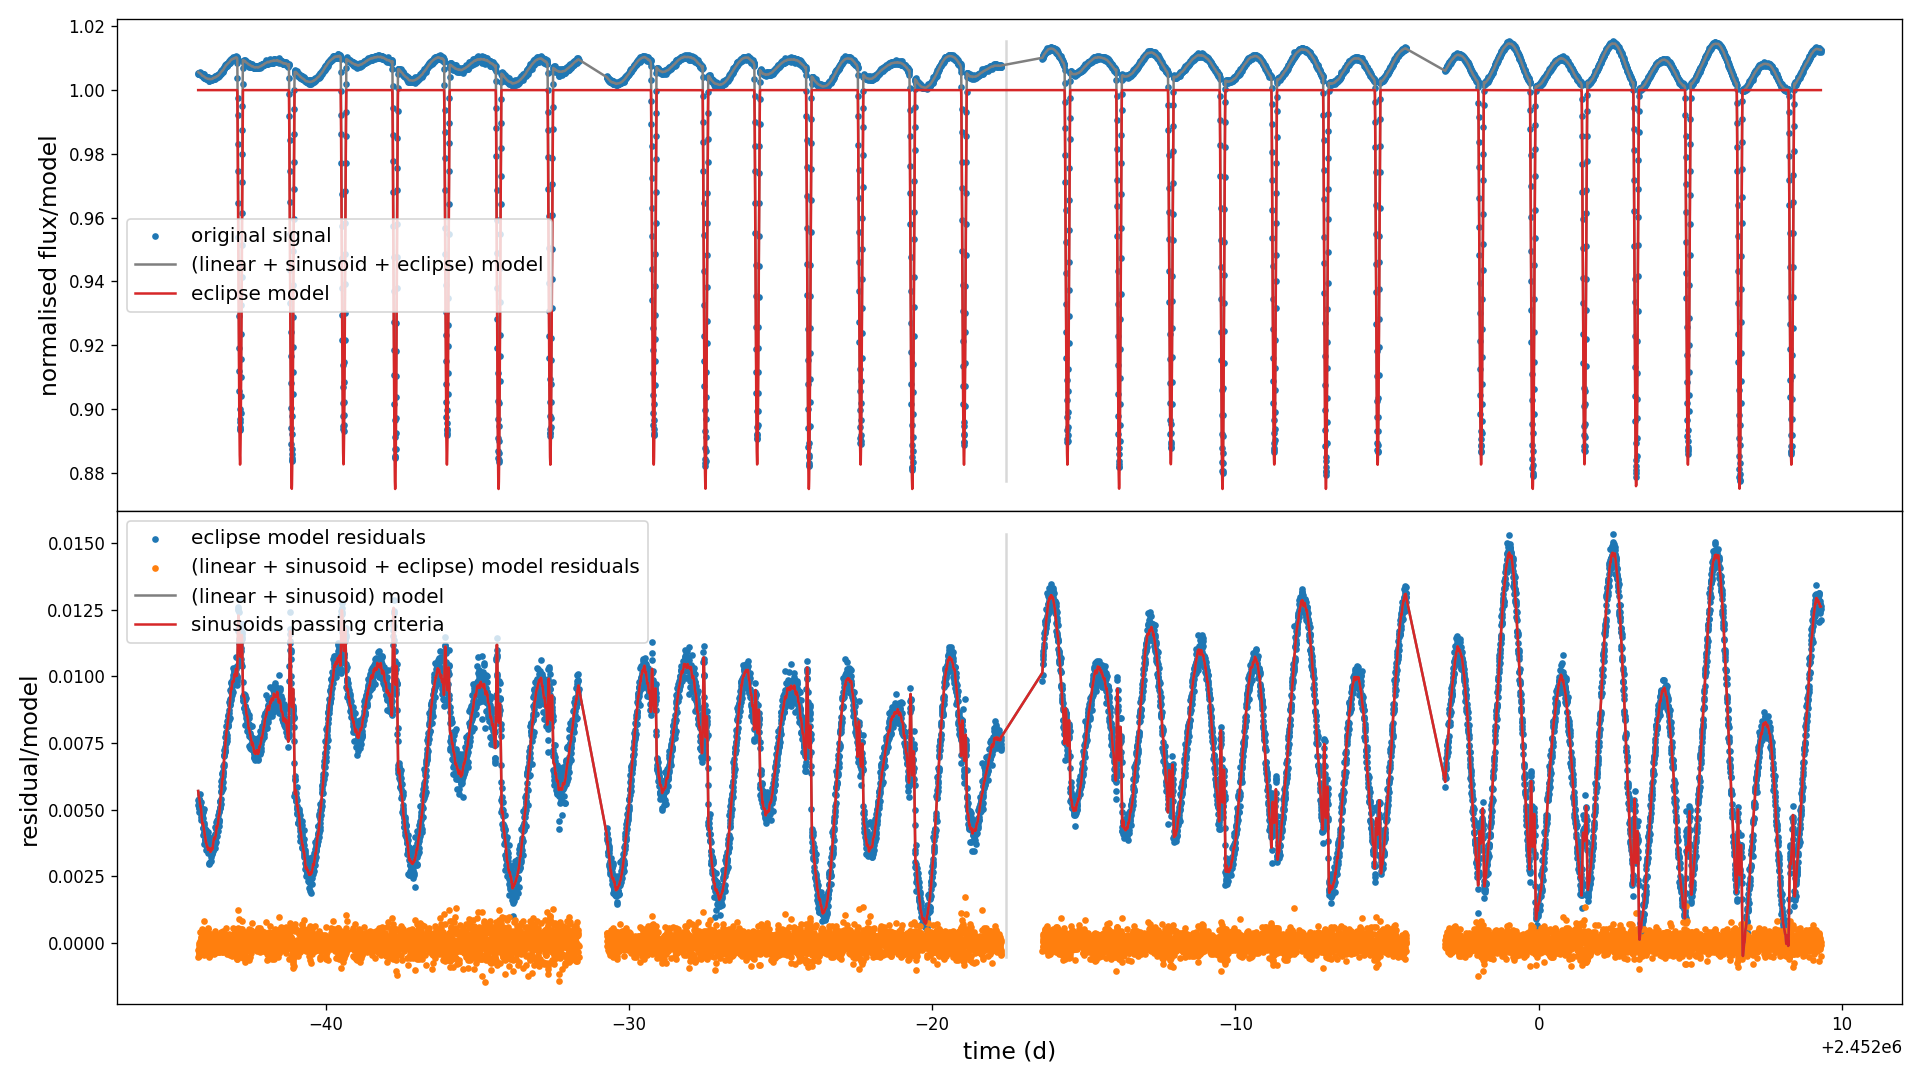 1.02
1.00
0.98
0.96
0.94
0.92
0.90
0.88
normalised flux/model
original signal
(linear + sinusoid + eclipse) model
eclipse model
0.0150
0.0125
0.0100
0.0075
0.0050
0.0025
0.0000
residual/model
eclipse model residuals
(linear + sinusoid + eclipse) model residuals
(linear + sinusoid) model
sinusoids passing criteria
−40
−30
−20
−10
0
10
+2.452e6
time (d)